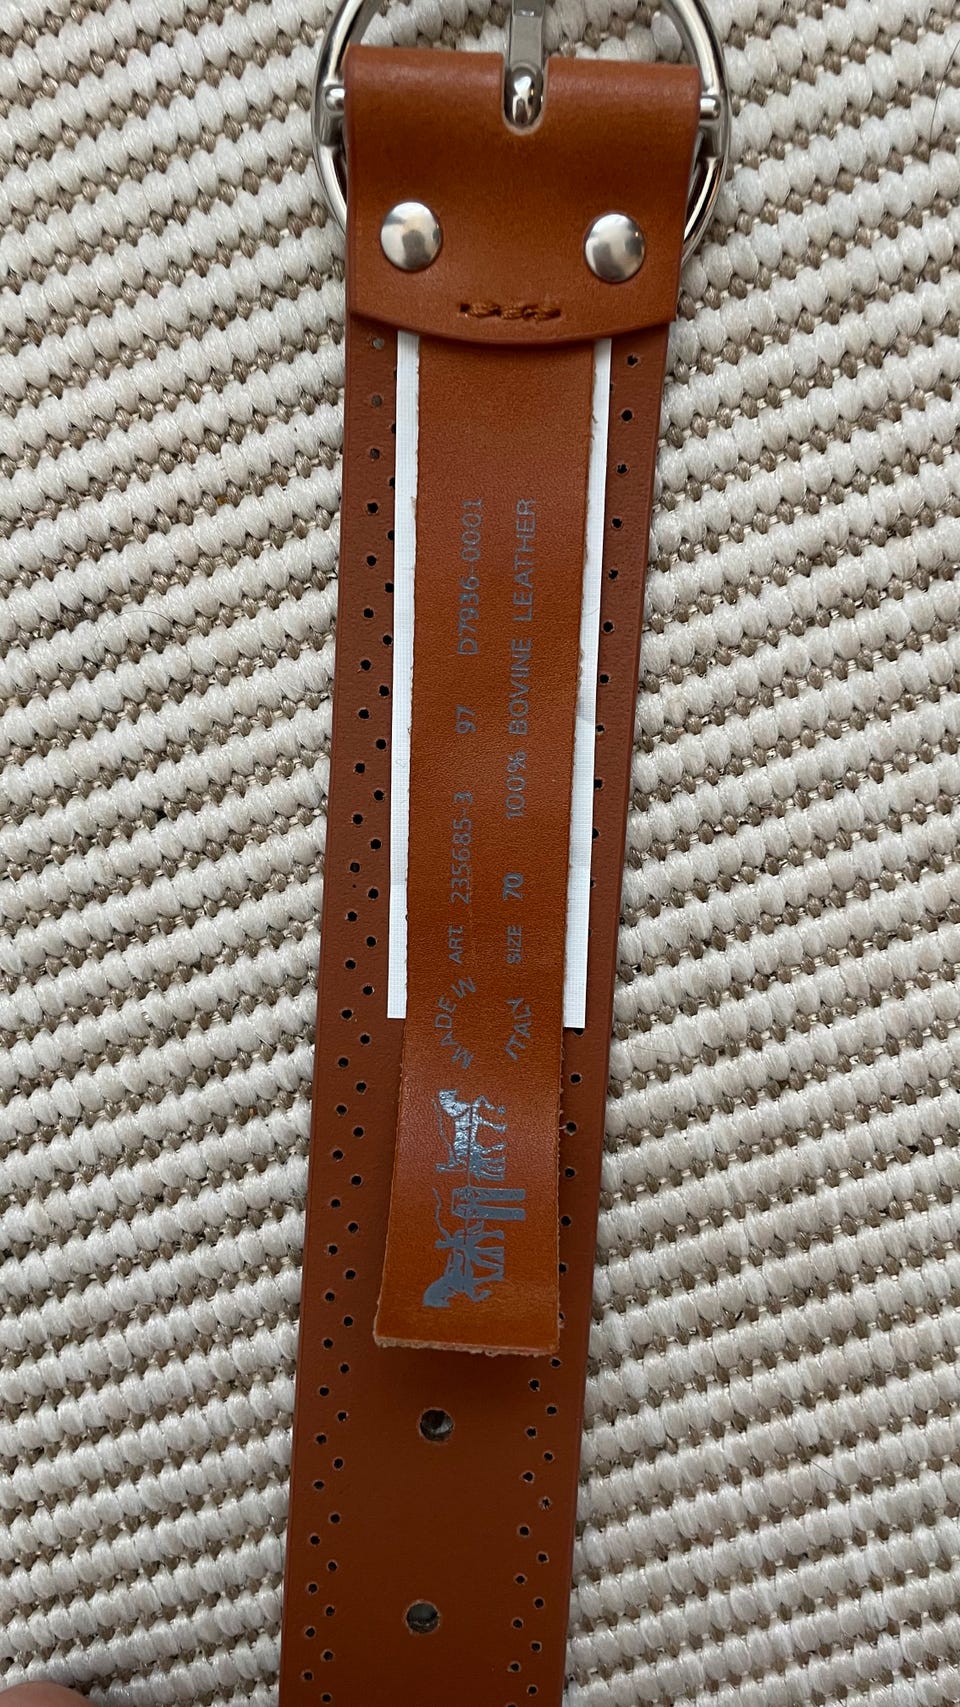 MADE IN ART. 235685-3 97 D7936-0001
ITALY SIZE 70 100% BOVINE LEATHER